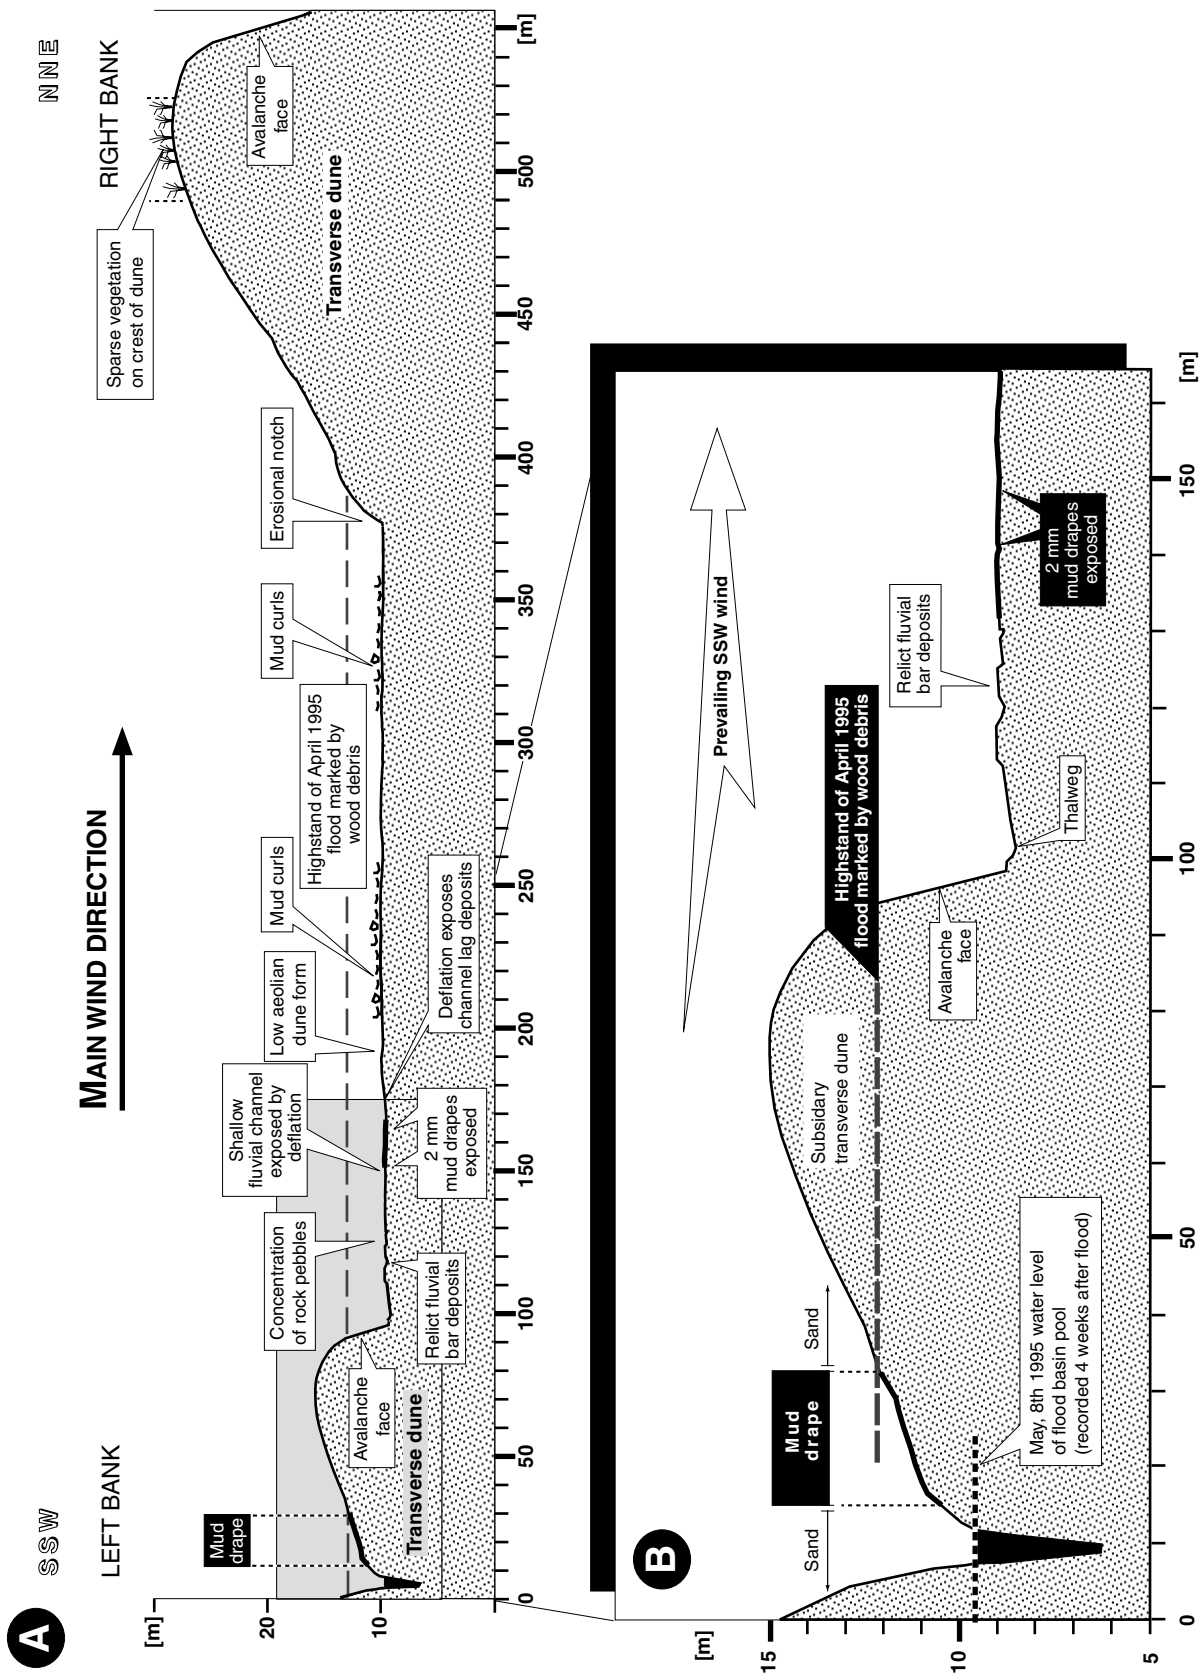 A
SSW
NNE
LEFT BANK
RIGHT BANK
MAIN WIND DIRECTION
[m]
20
10
Mud
drape
Transverse dune
Avalanche
face
Concentration
of rock pebbles
Relict fluvial
bar deposits
Shallow
fluvial channel
exposed by
deflation
2 mm
mud drapes
exposed
Low aeolian
dune form
Deflation exposes
channel lag deposits
Mud curls
Highstand of April 1995
flood marked by
wood debris
Mud curls
Erosional notch
Sparse vegetation
on crest of dune
Transverse dune
Avalanche
face
0
50
100
150
200
250
300
350
400
450
500
[m]
B
[m]
15
10
5
Sand
Mud
drape
Sand
May, 8th 1995 water level
of flood basin pool
(recorded 4 weeks after flood)
Subsidary
transverse dune
Highstand of April 1995
flood marked by wood debris
Avalanche
face
Prevailing SSW wind
Thalweg
Relict fluvial
bar deposits
2 mm
mud drapes
exposed
0
50
100
150
[m]